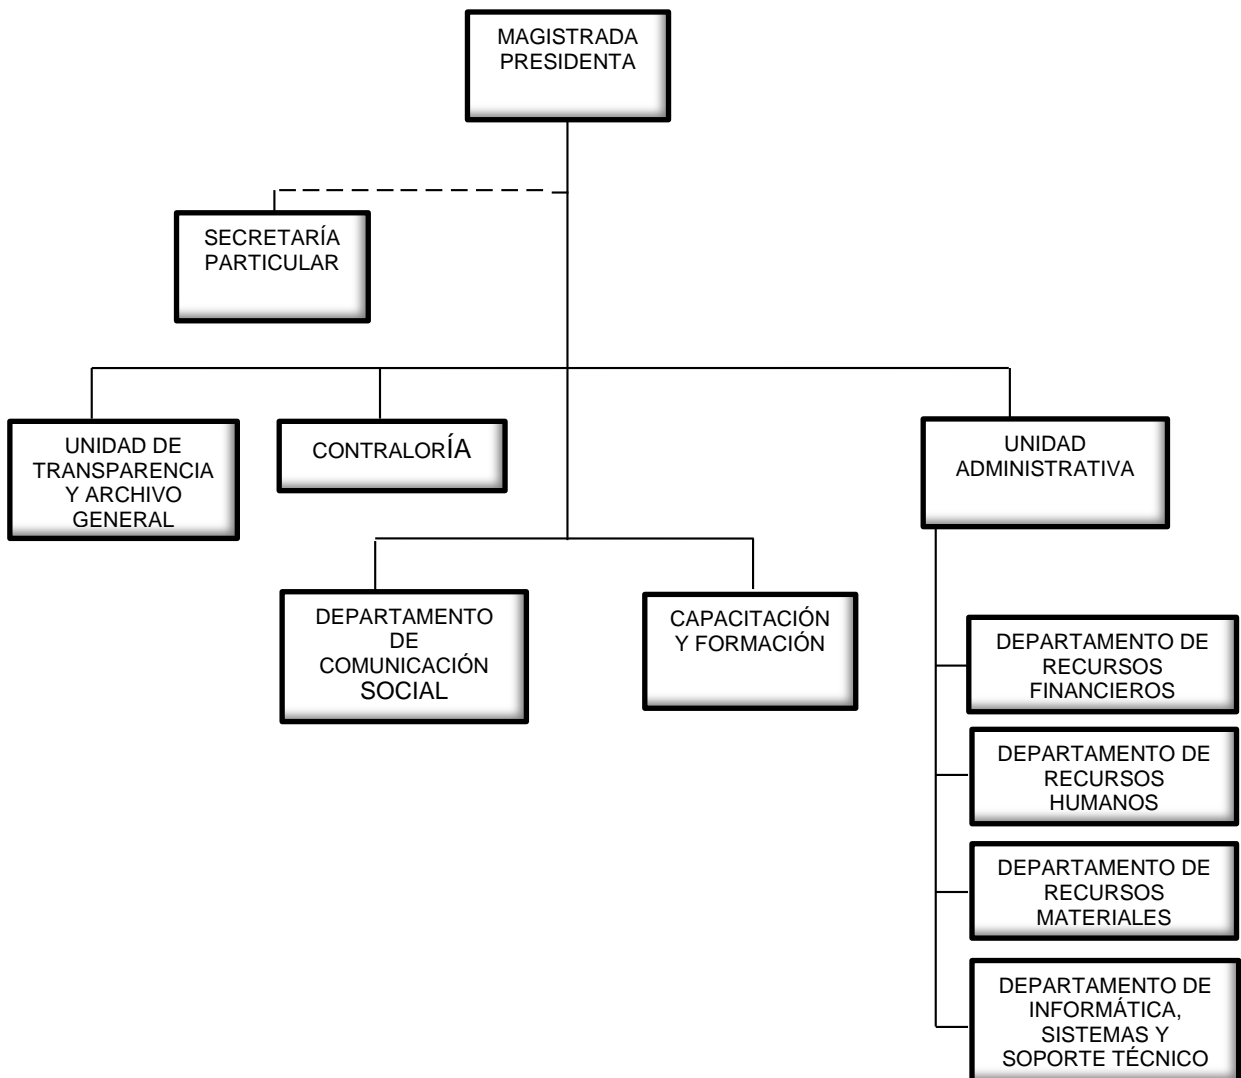 MAGISTRADA
PRESIDENTA
SECRETARÍA
PARTICULAR
UNIDAD DE
TRANSPARENCIA
Y ARCHIVO
GENERAL
CONTRALORÍA
UNIDAD
ADMINISTRATIVA
DEPARTAMENTO
DE
COMUNICACIÓN
SOCIAL
CAPACITACIÓN
Y FORMACIÓN
DEPARTAMENTO DE
RECURSOS
FINANCIEROS
DEPARTAMENTO DE
RECURSOS
HUMANOS
DEPARTAMENTO DE
RECURSOS
MATERIALES
DEPARTAMENTO DE
INFORMÁTICA,
SISTEMAS Y
SOPORTE TÉCNICO